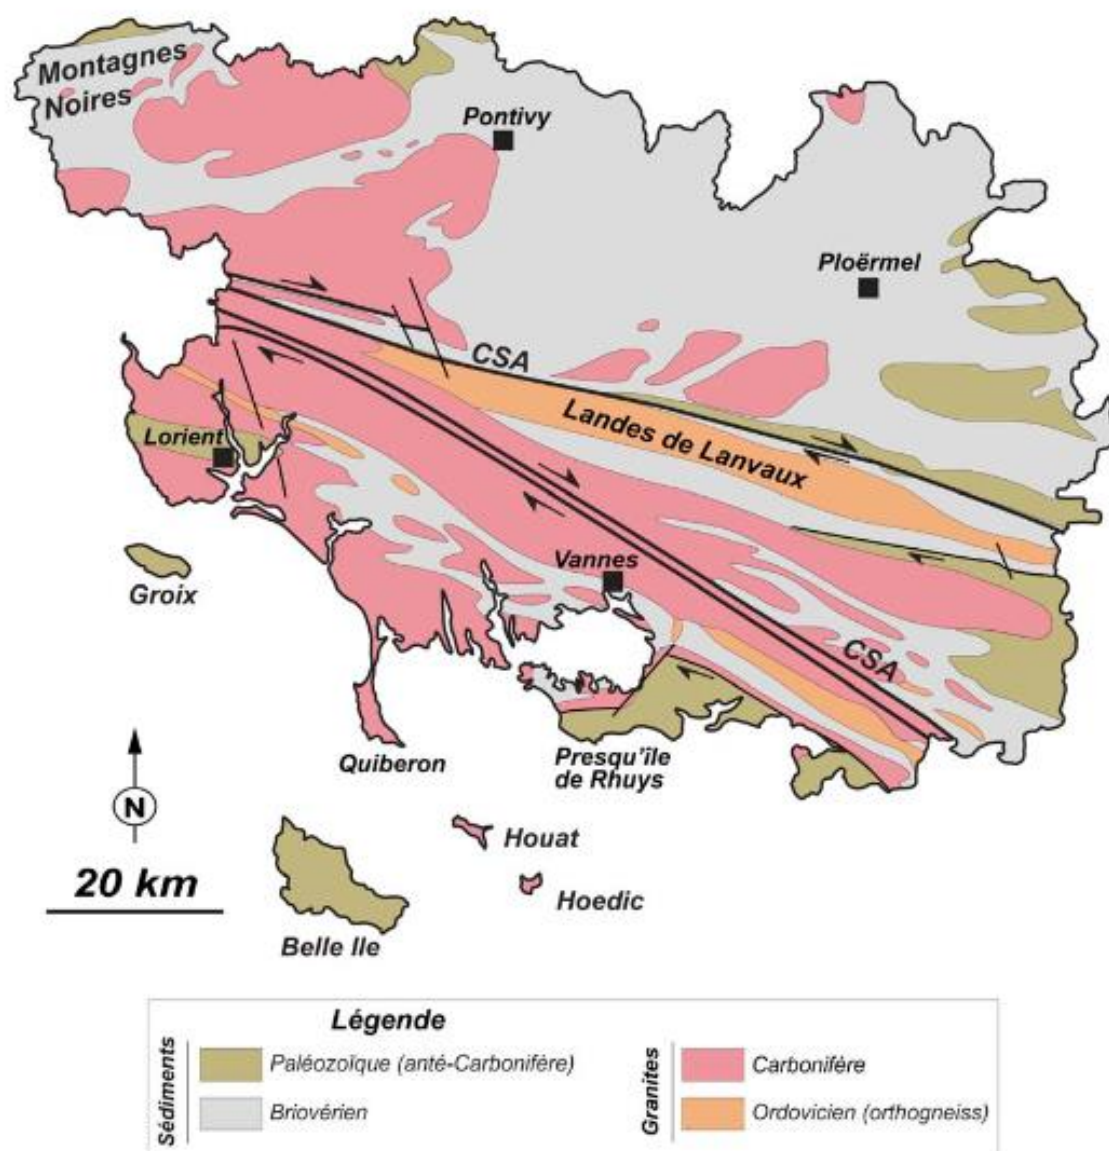 Montagnes
Noires
Pontivy
Ploërmel
CSA
Landes de Lanvaux
Lorient
Vannes
Groix
CSA
Quiberon
Presqu'île
de Rhuys
N
Houat
20 km
Hoedic
Belle Ile
Légende
Sédiments
Paléozoïque (anté-Carbonifère)
Briovérien
Granites
Carbonifère
Ordovicien (orthogneiss)